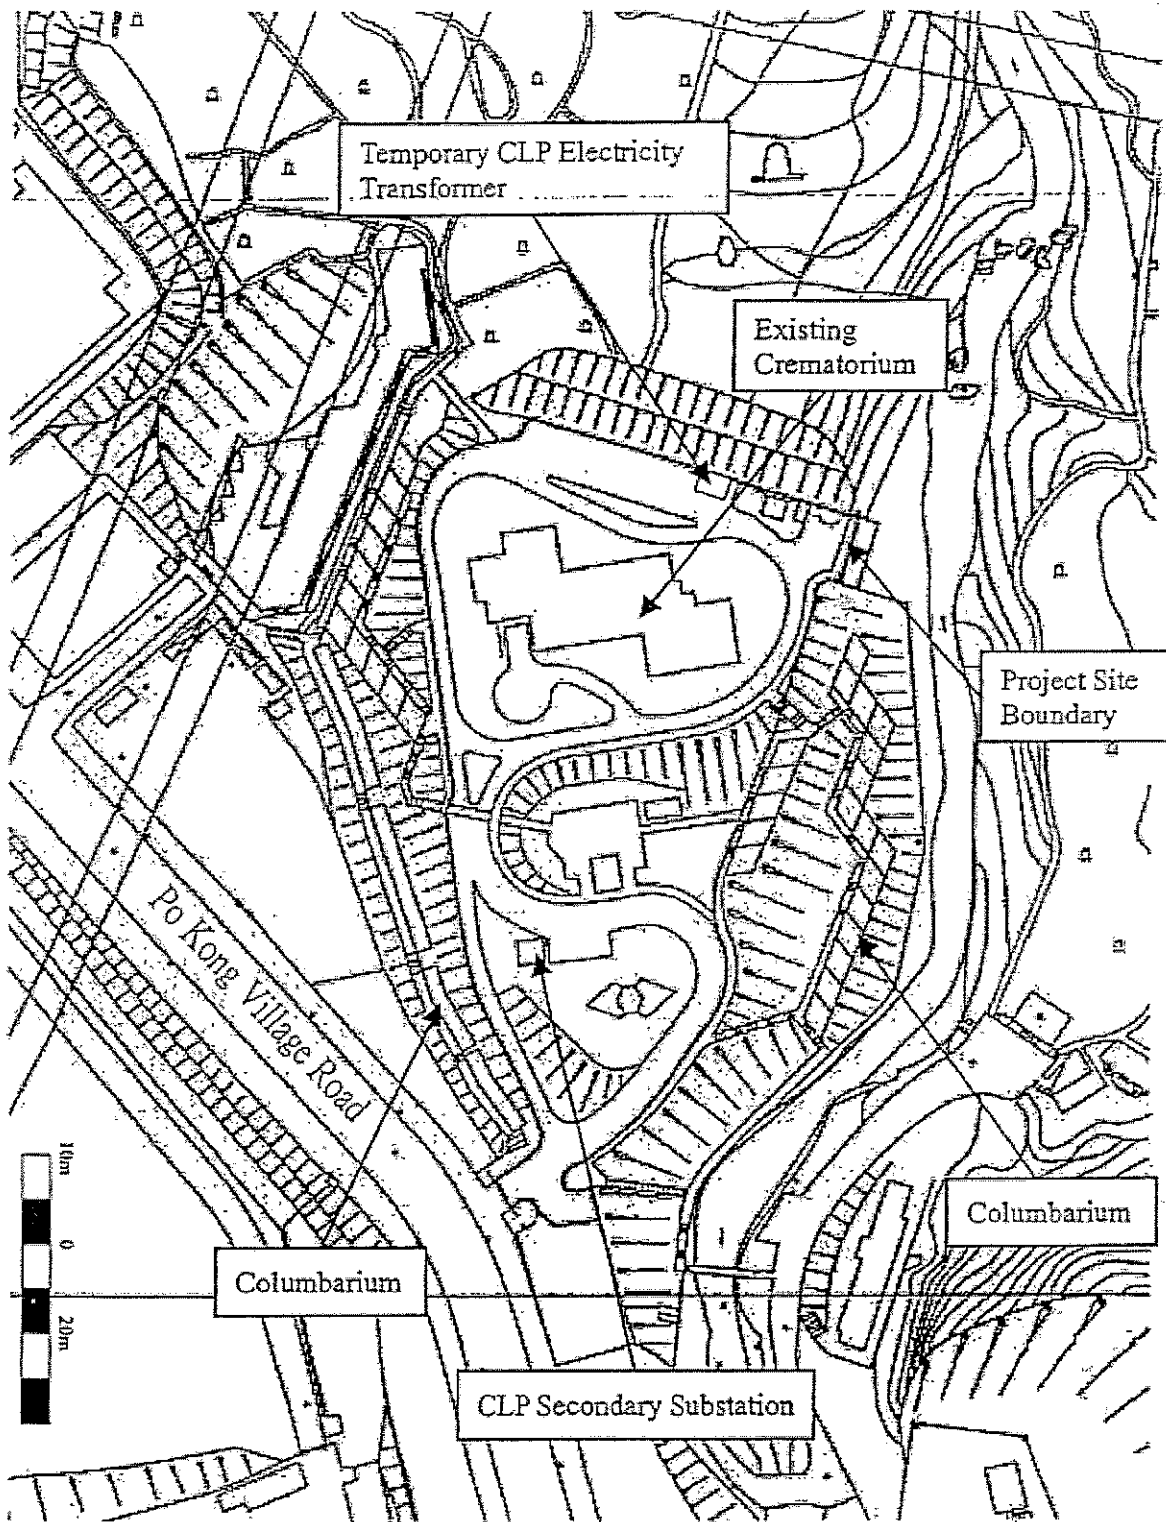 Temporary CLP Electricity
Transformer
Existing
Crematorium
Project Site
Boundary
Po Kong Village Road
10m
0
20m
Columbarium
Columbarium
CLP Secondary Substation